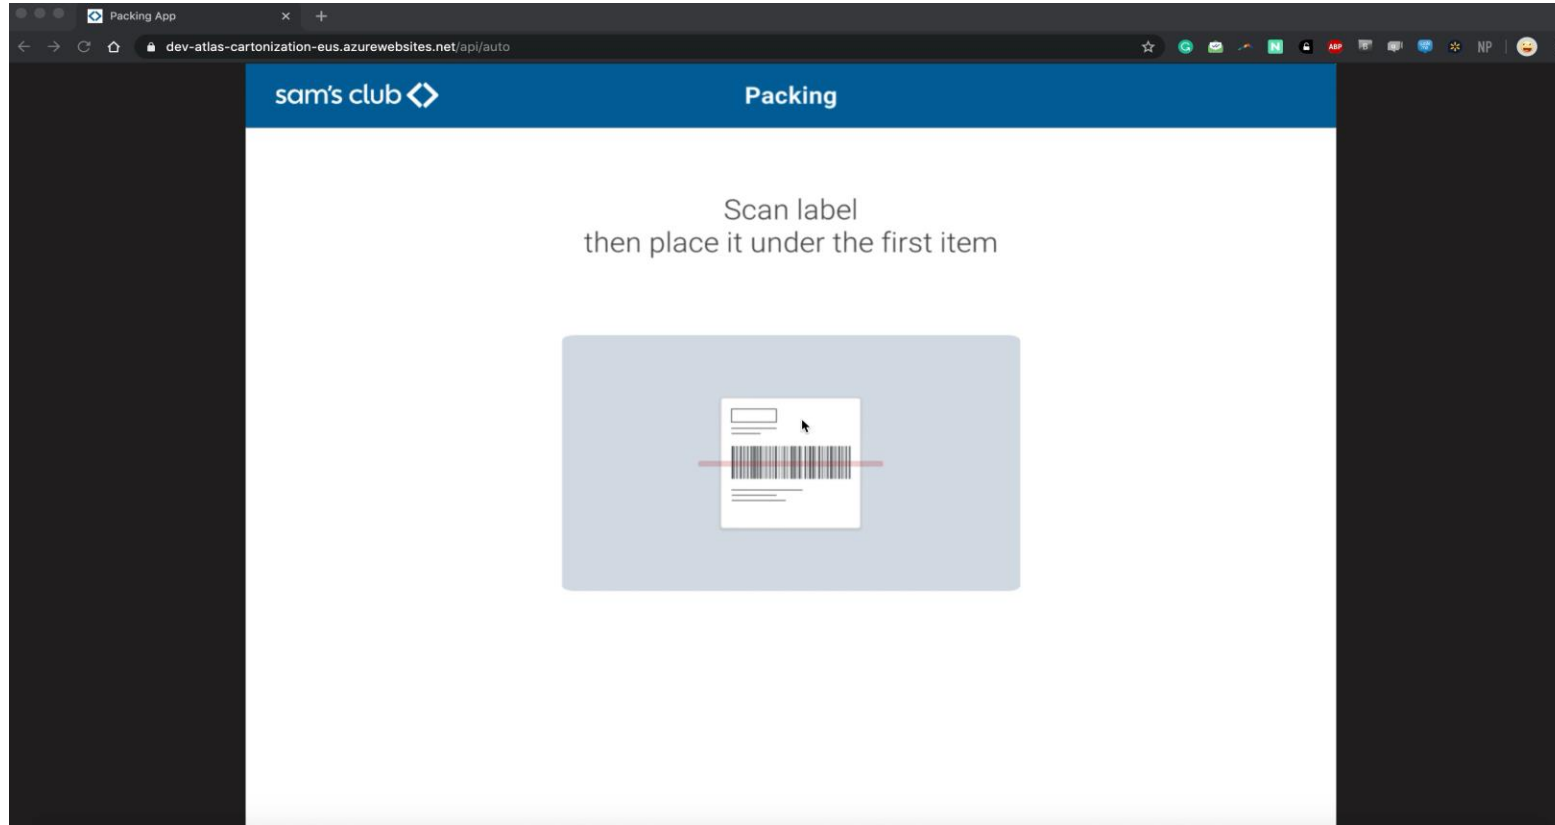 Packing App
dev-atlas-cartonization-eus.azurewebsites.net/api/auto
ABP
NP
sam's club
Packing
Scan label
then place it under the first item